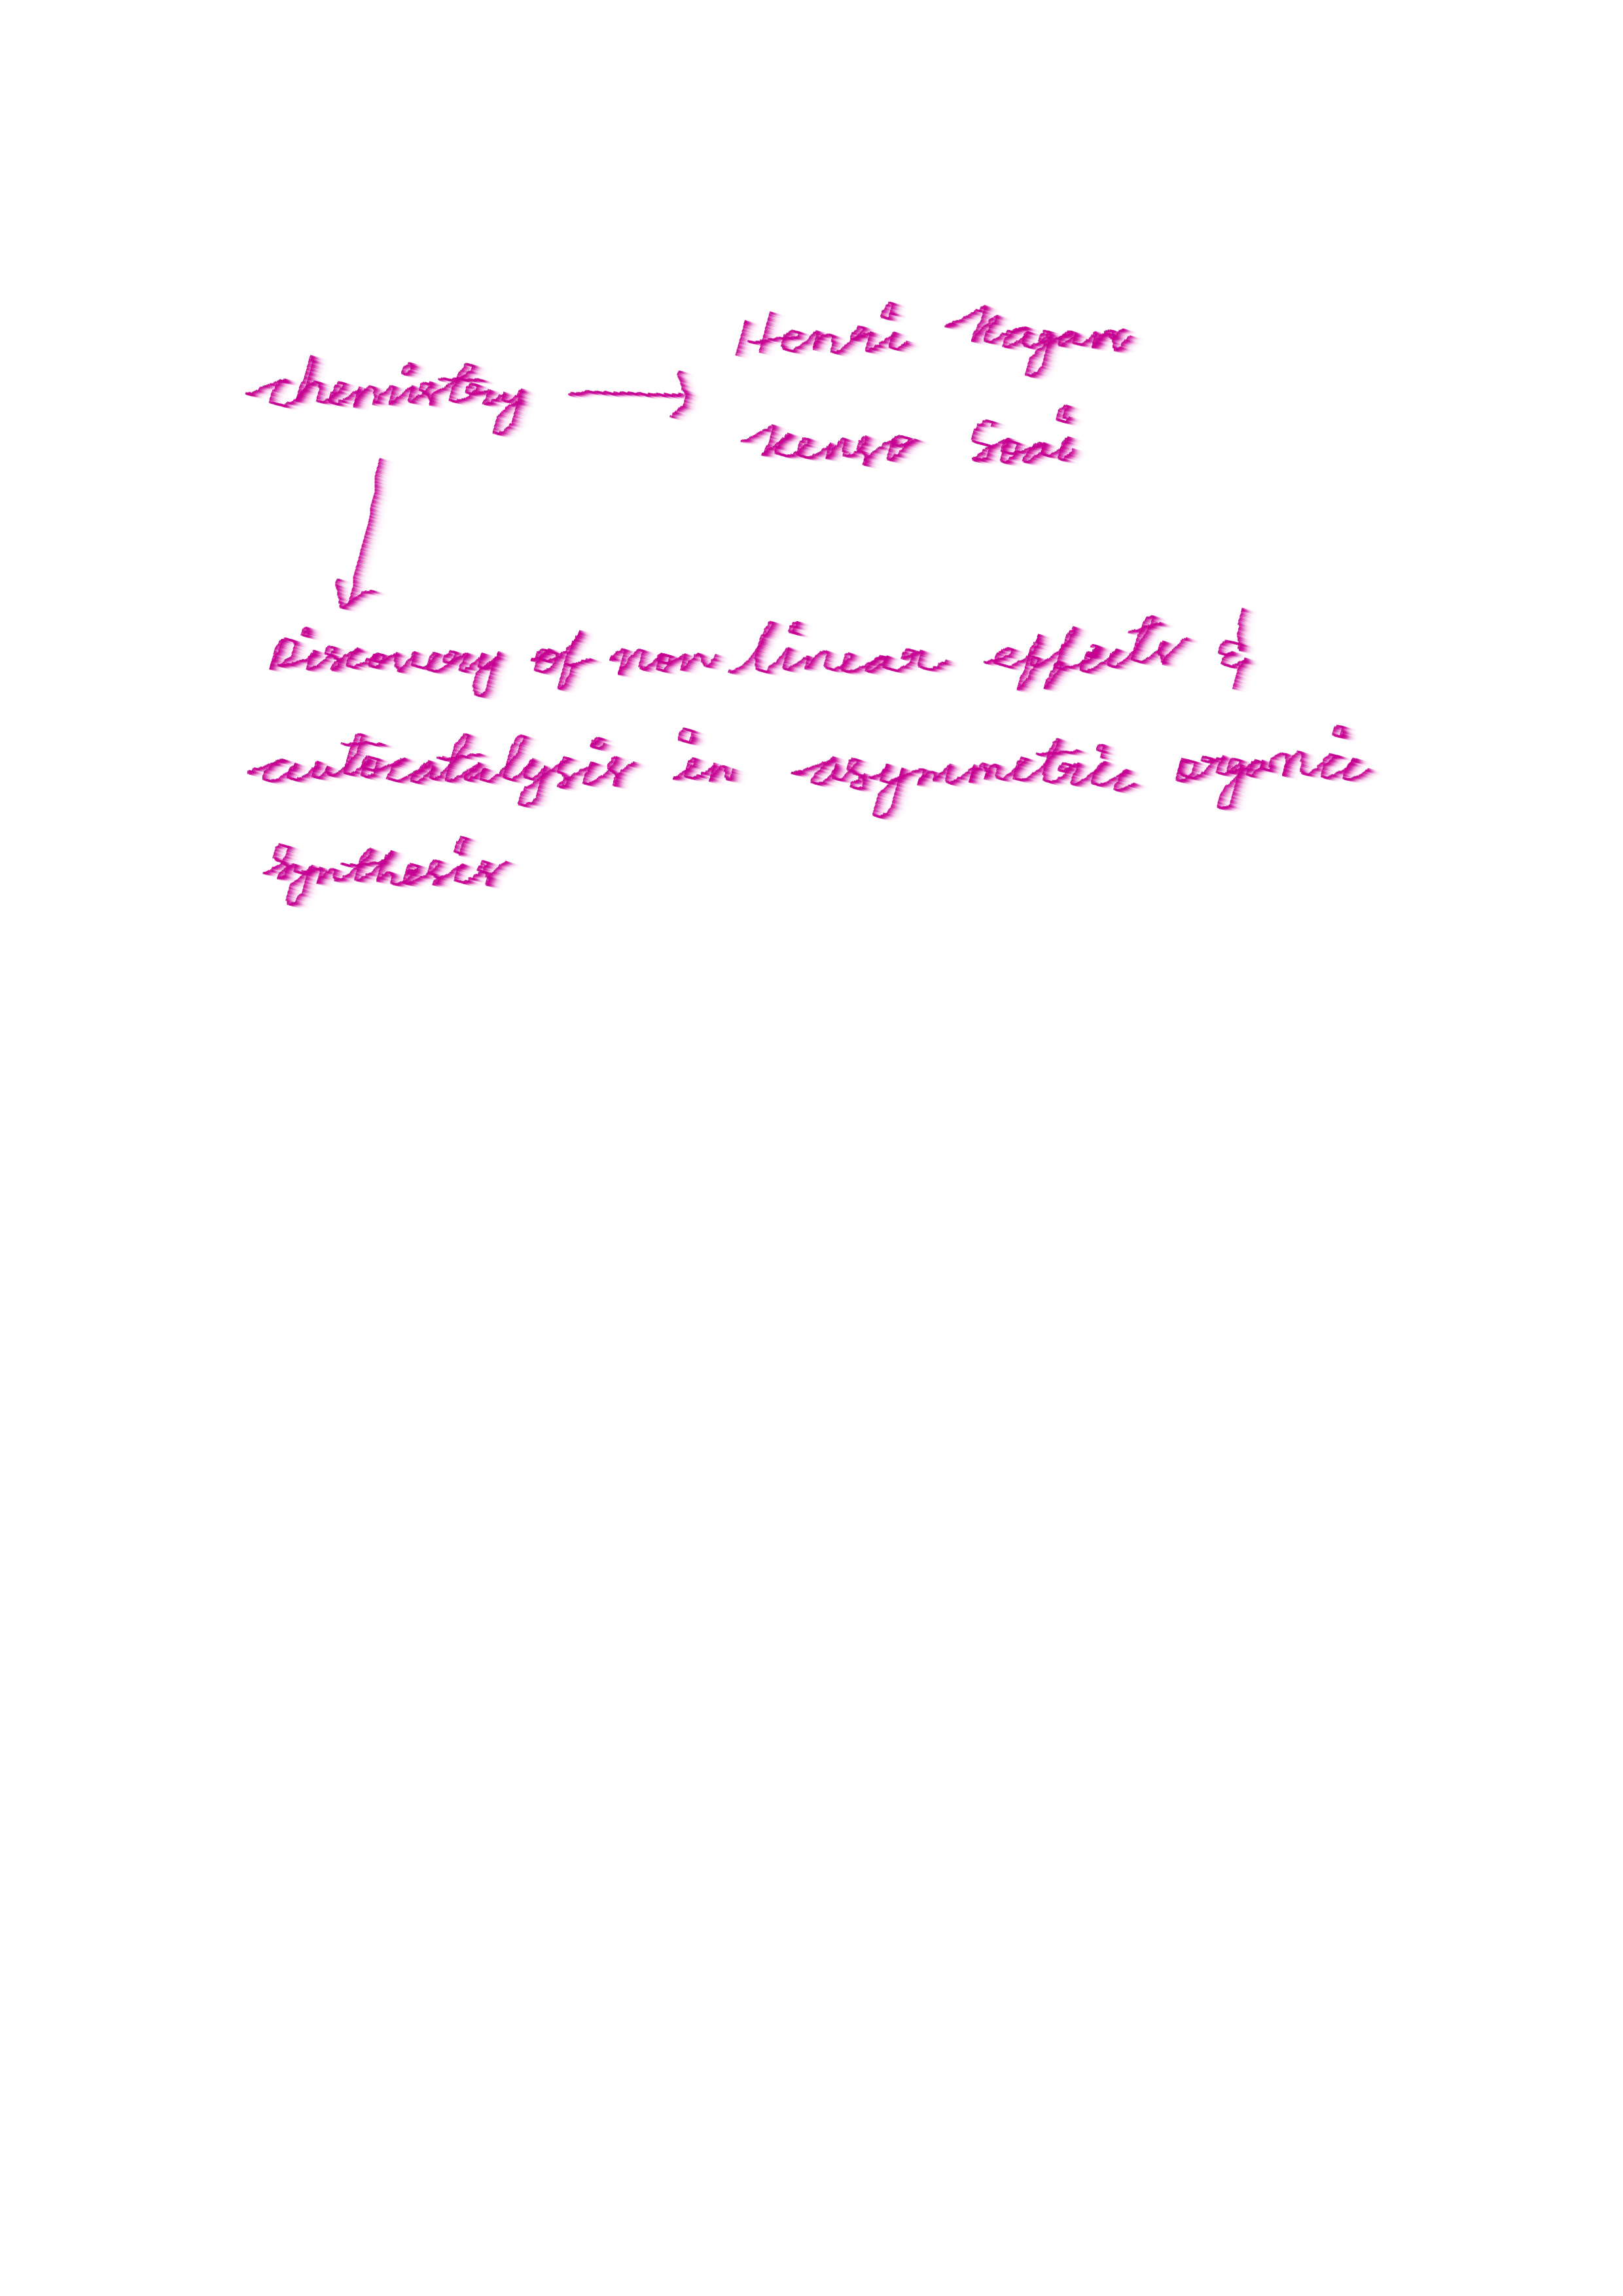 Henri Kagan
chemistry →
Kenso Soai
Discovery of non linear effects &
autocatalysis in asymmetric organic
synthesis